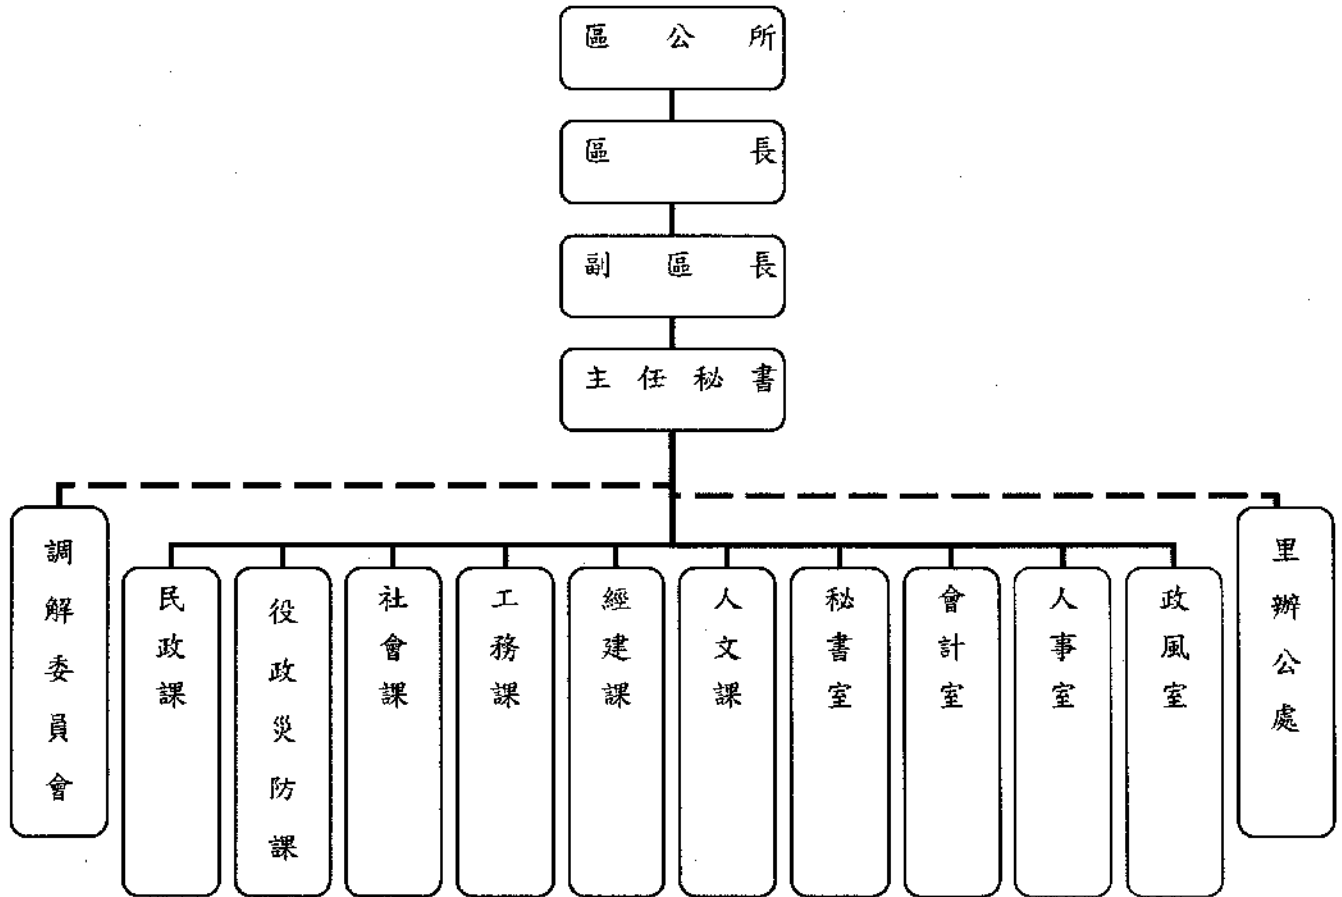 區公所
區長
副區長
主任秘書
調解委員會
民政課
役政災防課
社會課
工務課
經建課
人文課
秘書室
會計室
人事室
政風室
里辦公處